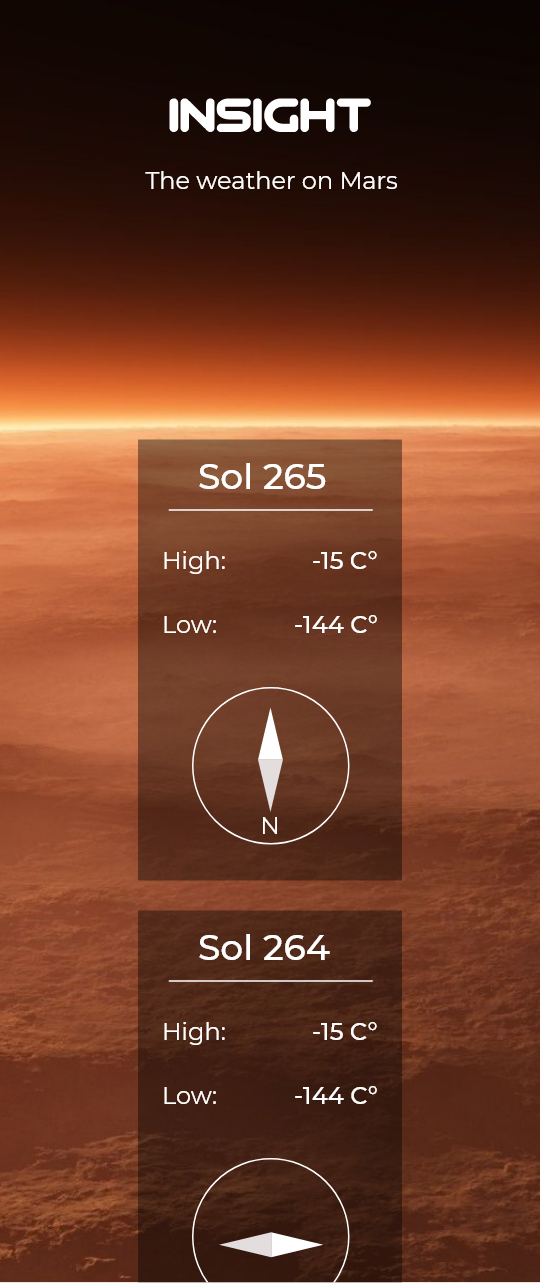 INSIGHT
The weather on Mars
Sol 265
High: -15 C°
Low: -144 C°
N
Sol 264
High: -15 C°
Low: -144 C°